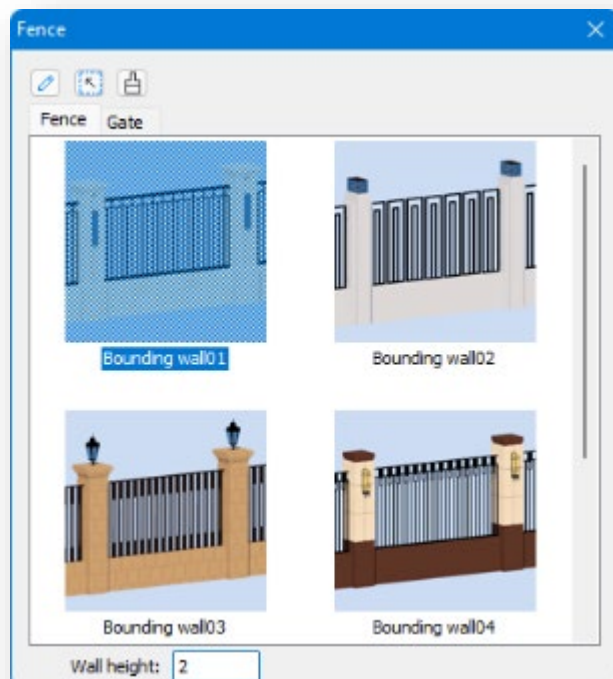 Fence
Fence Gate
Bounding wall01 Bounding wall02
Bounding wall03 Bounding wall04
Wall height: 2